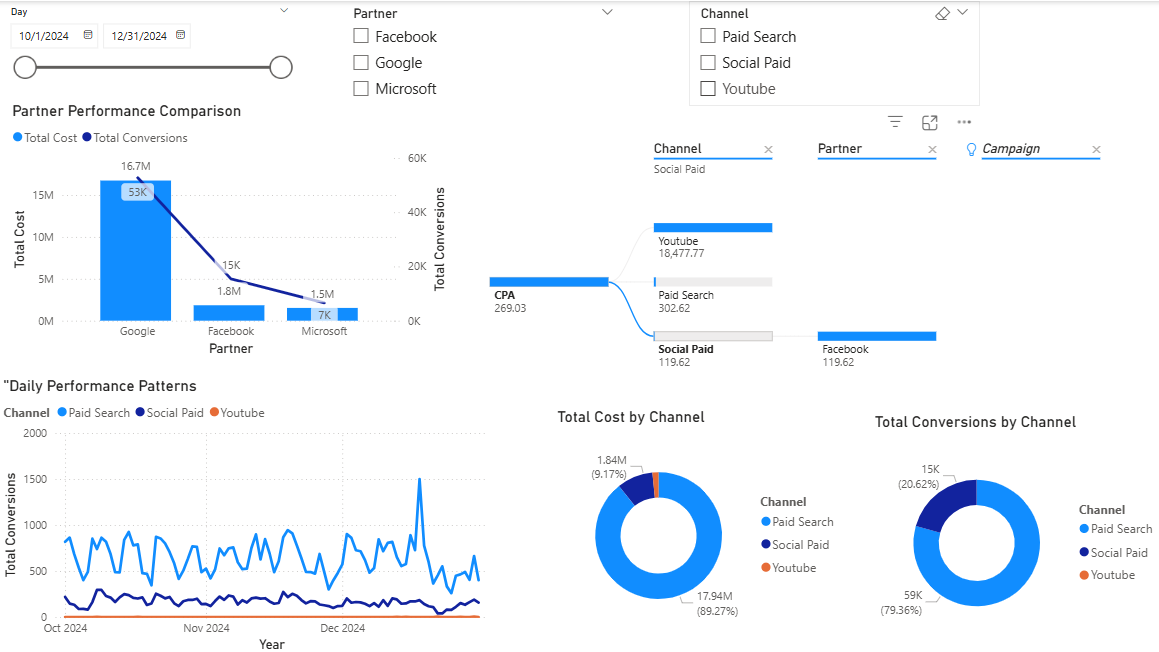 Day
10/1/2024
12/31/2024
Partner
Facebook
Google
Microsoft
Channel
Paid Search
Social Paid
Youtube
Partner Performance Comparison
Total Cost
Total Conversions
Total Cost
15M
10M
5M
0M
16.7M
53K
15K
1.8M
1.5M
7K
60K
40K
20K
0K
Total Conversions
Google
Facebook
Microsoft
Partner
Channel
Social Paid
Partner
Campaign
CPA
269.03
Youtube
18,477.77
Paid Search
302.62
Social Paid
119.62
Facebook
119.62
"Daily Performance Patterns
Channel
Paid Search
Social Paid
Youtube
Total Conversions
2000
1500
1000
500
0
Oct 2024
Nov 2024
Dec 2024
Year
Total Cost by Channel
1.84M
(9.17%)
17.94M
(89.27%)
Channel
Paid Search
Social Paid
Youtube
Total Conversions by Channel
15K
(20.62%)
59K
(79.36%)
Channel
Paid Search
Social Paid
Youtube